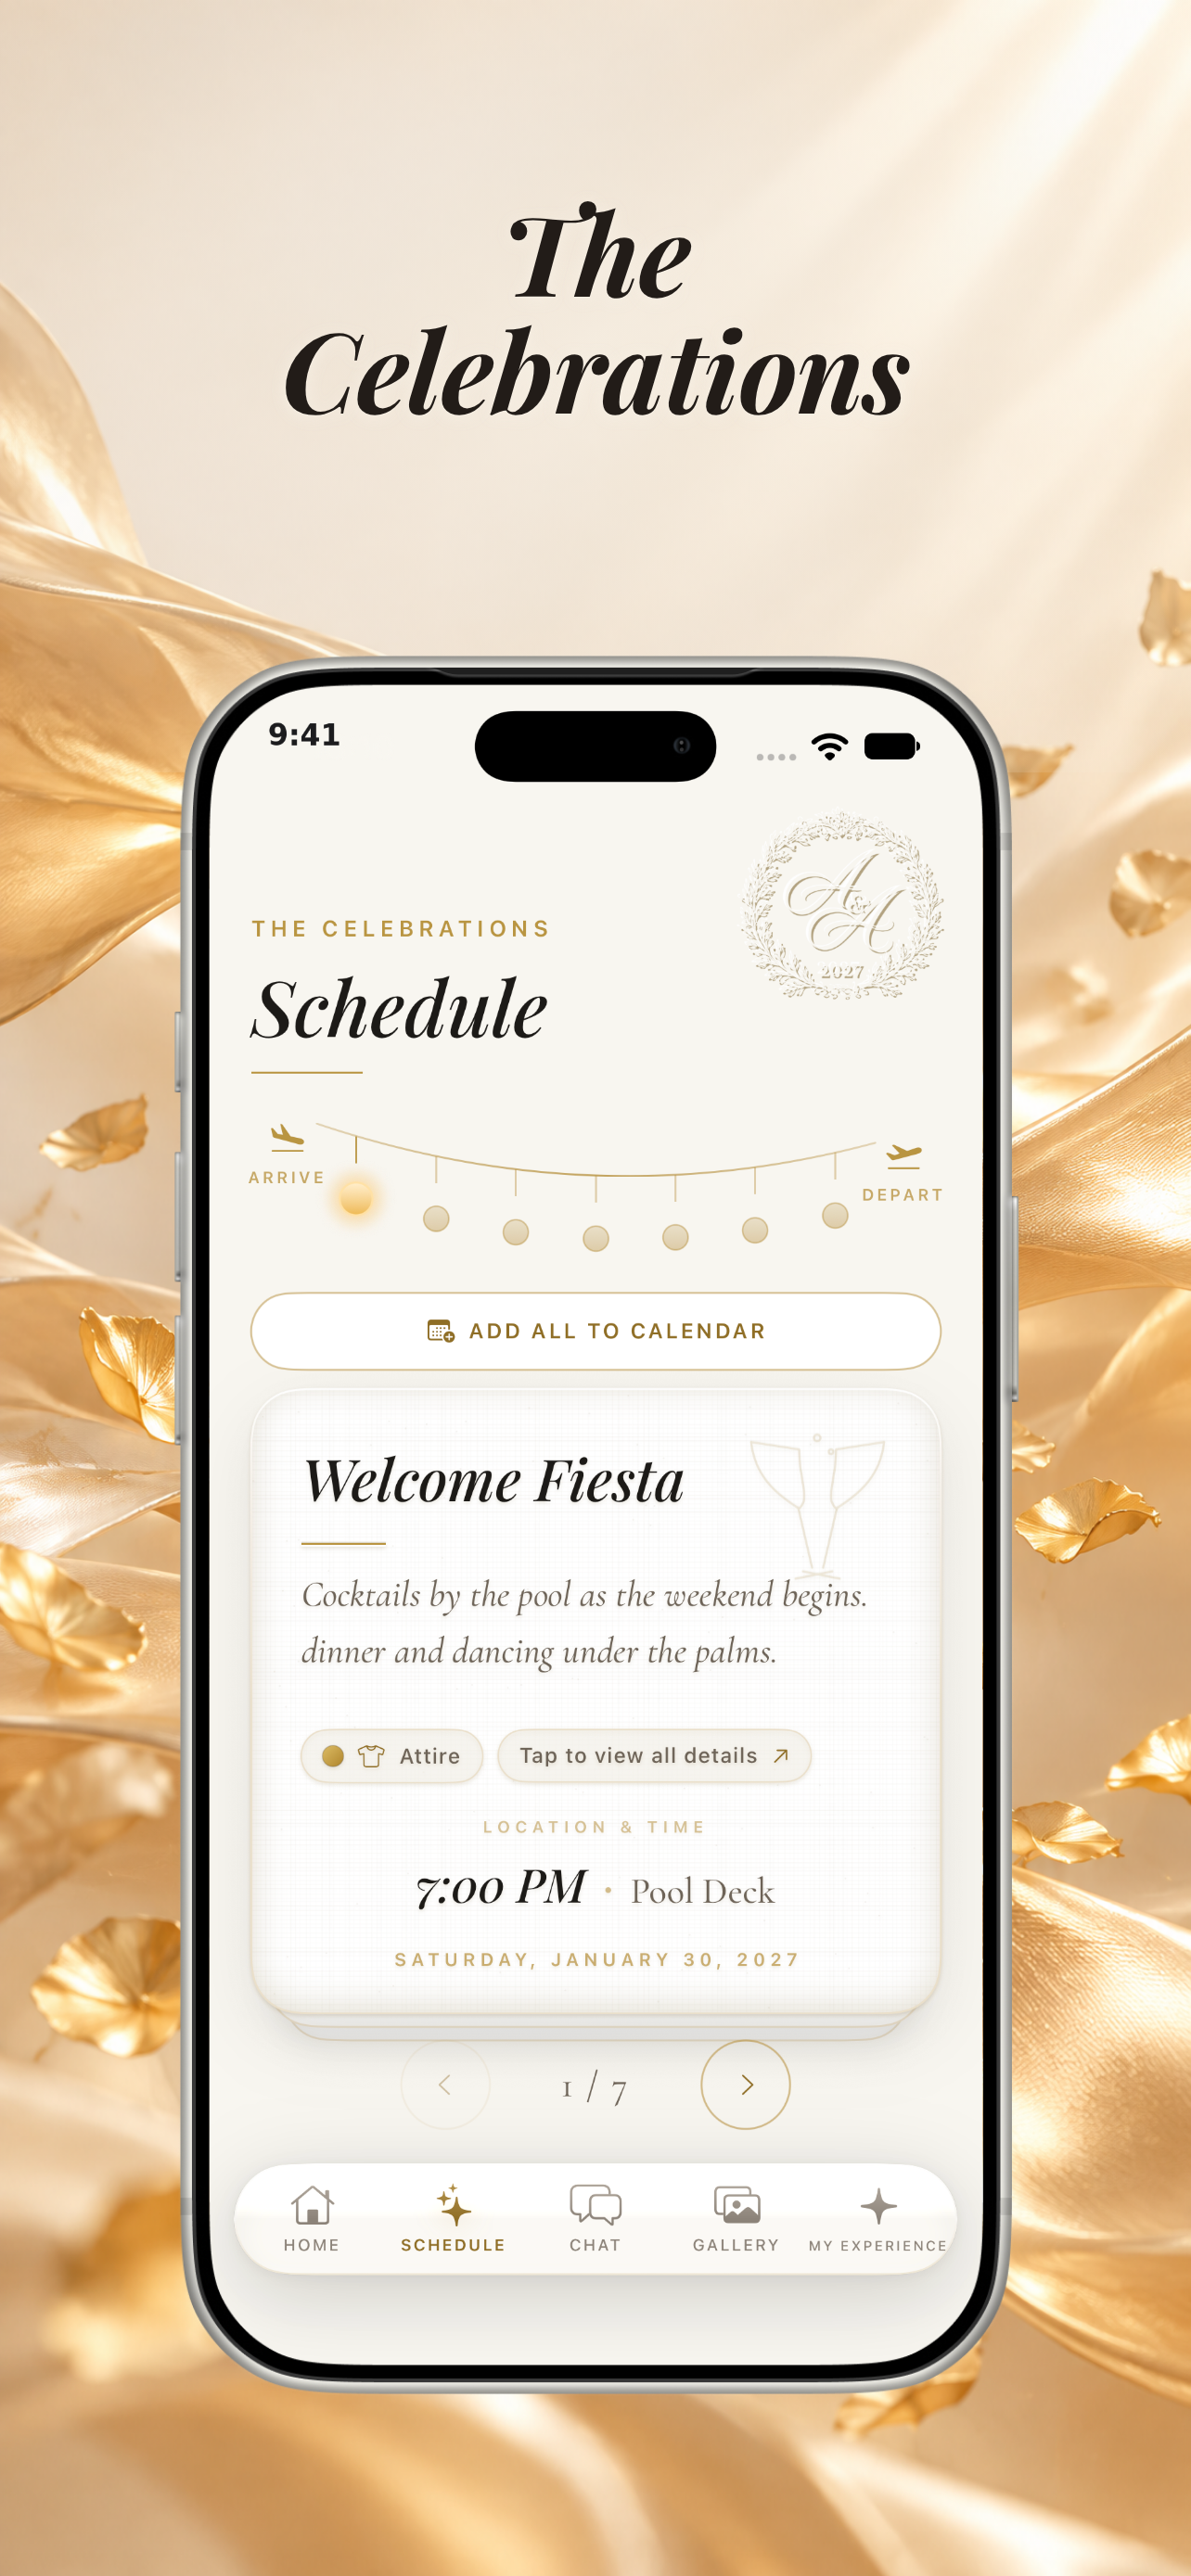 The
Celebrations
9:41
A
&
A
2027
THE CELEBRATIONS
Schedule
ARRIVE
DEPART
ADD ALL TO CALENDAR
Welcome Fiesta
Cocktails by the pool as the weekend begins.
dinner and dancing under the palms.
Attire
Tap to view all details ↗
LOCATION & TIME
7:00 PM · Pool Deck
SATURDAY, JANUARY 30, 2027
1 / 7
HOME
SCHEDULE
CHAT
GALLERY
MY EXPERIENCE